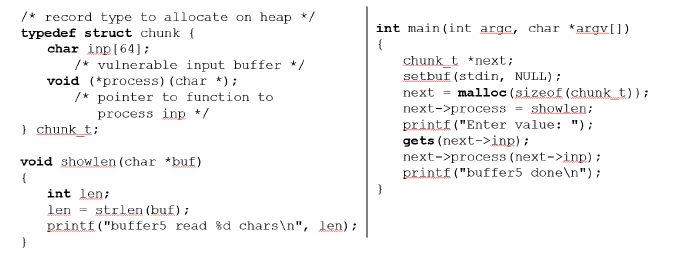 /* record type to allocate on heap */
typedef struct chunk {
    char inp[64];
        /* vulnerable input buffer */
    void (*process)(char *);
        /* pointer to function to
           process inp */
} chunk_t;

void showlen(char *buf)
{
    int len;
    len = strlen(buf);
    printf("buffer5 read %d chars\n", len);
}

int main(int argc, char *argv[])
{
    chunk_t *next;
    setbuf(stdin, NULL);
    next = malloc(sizeof(chunk_t));
    next->process = showlen;
    printf("Enter value: ");
    gets(next->inp);
    next->process(next->inp);
    printf("buffer5 done\n");
}